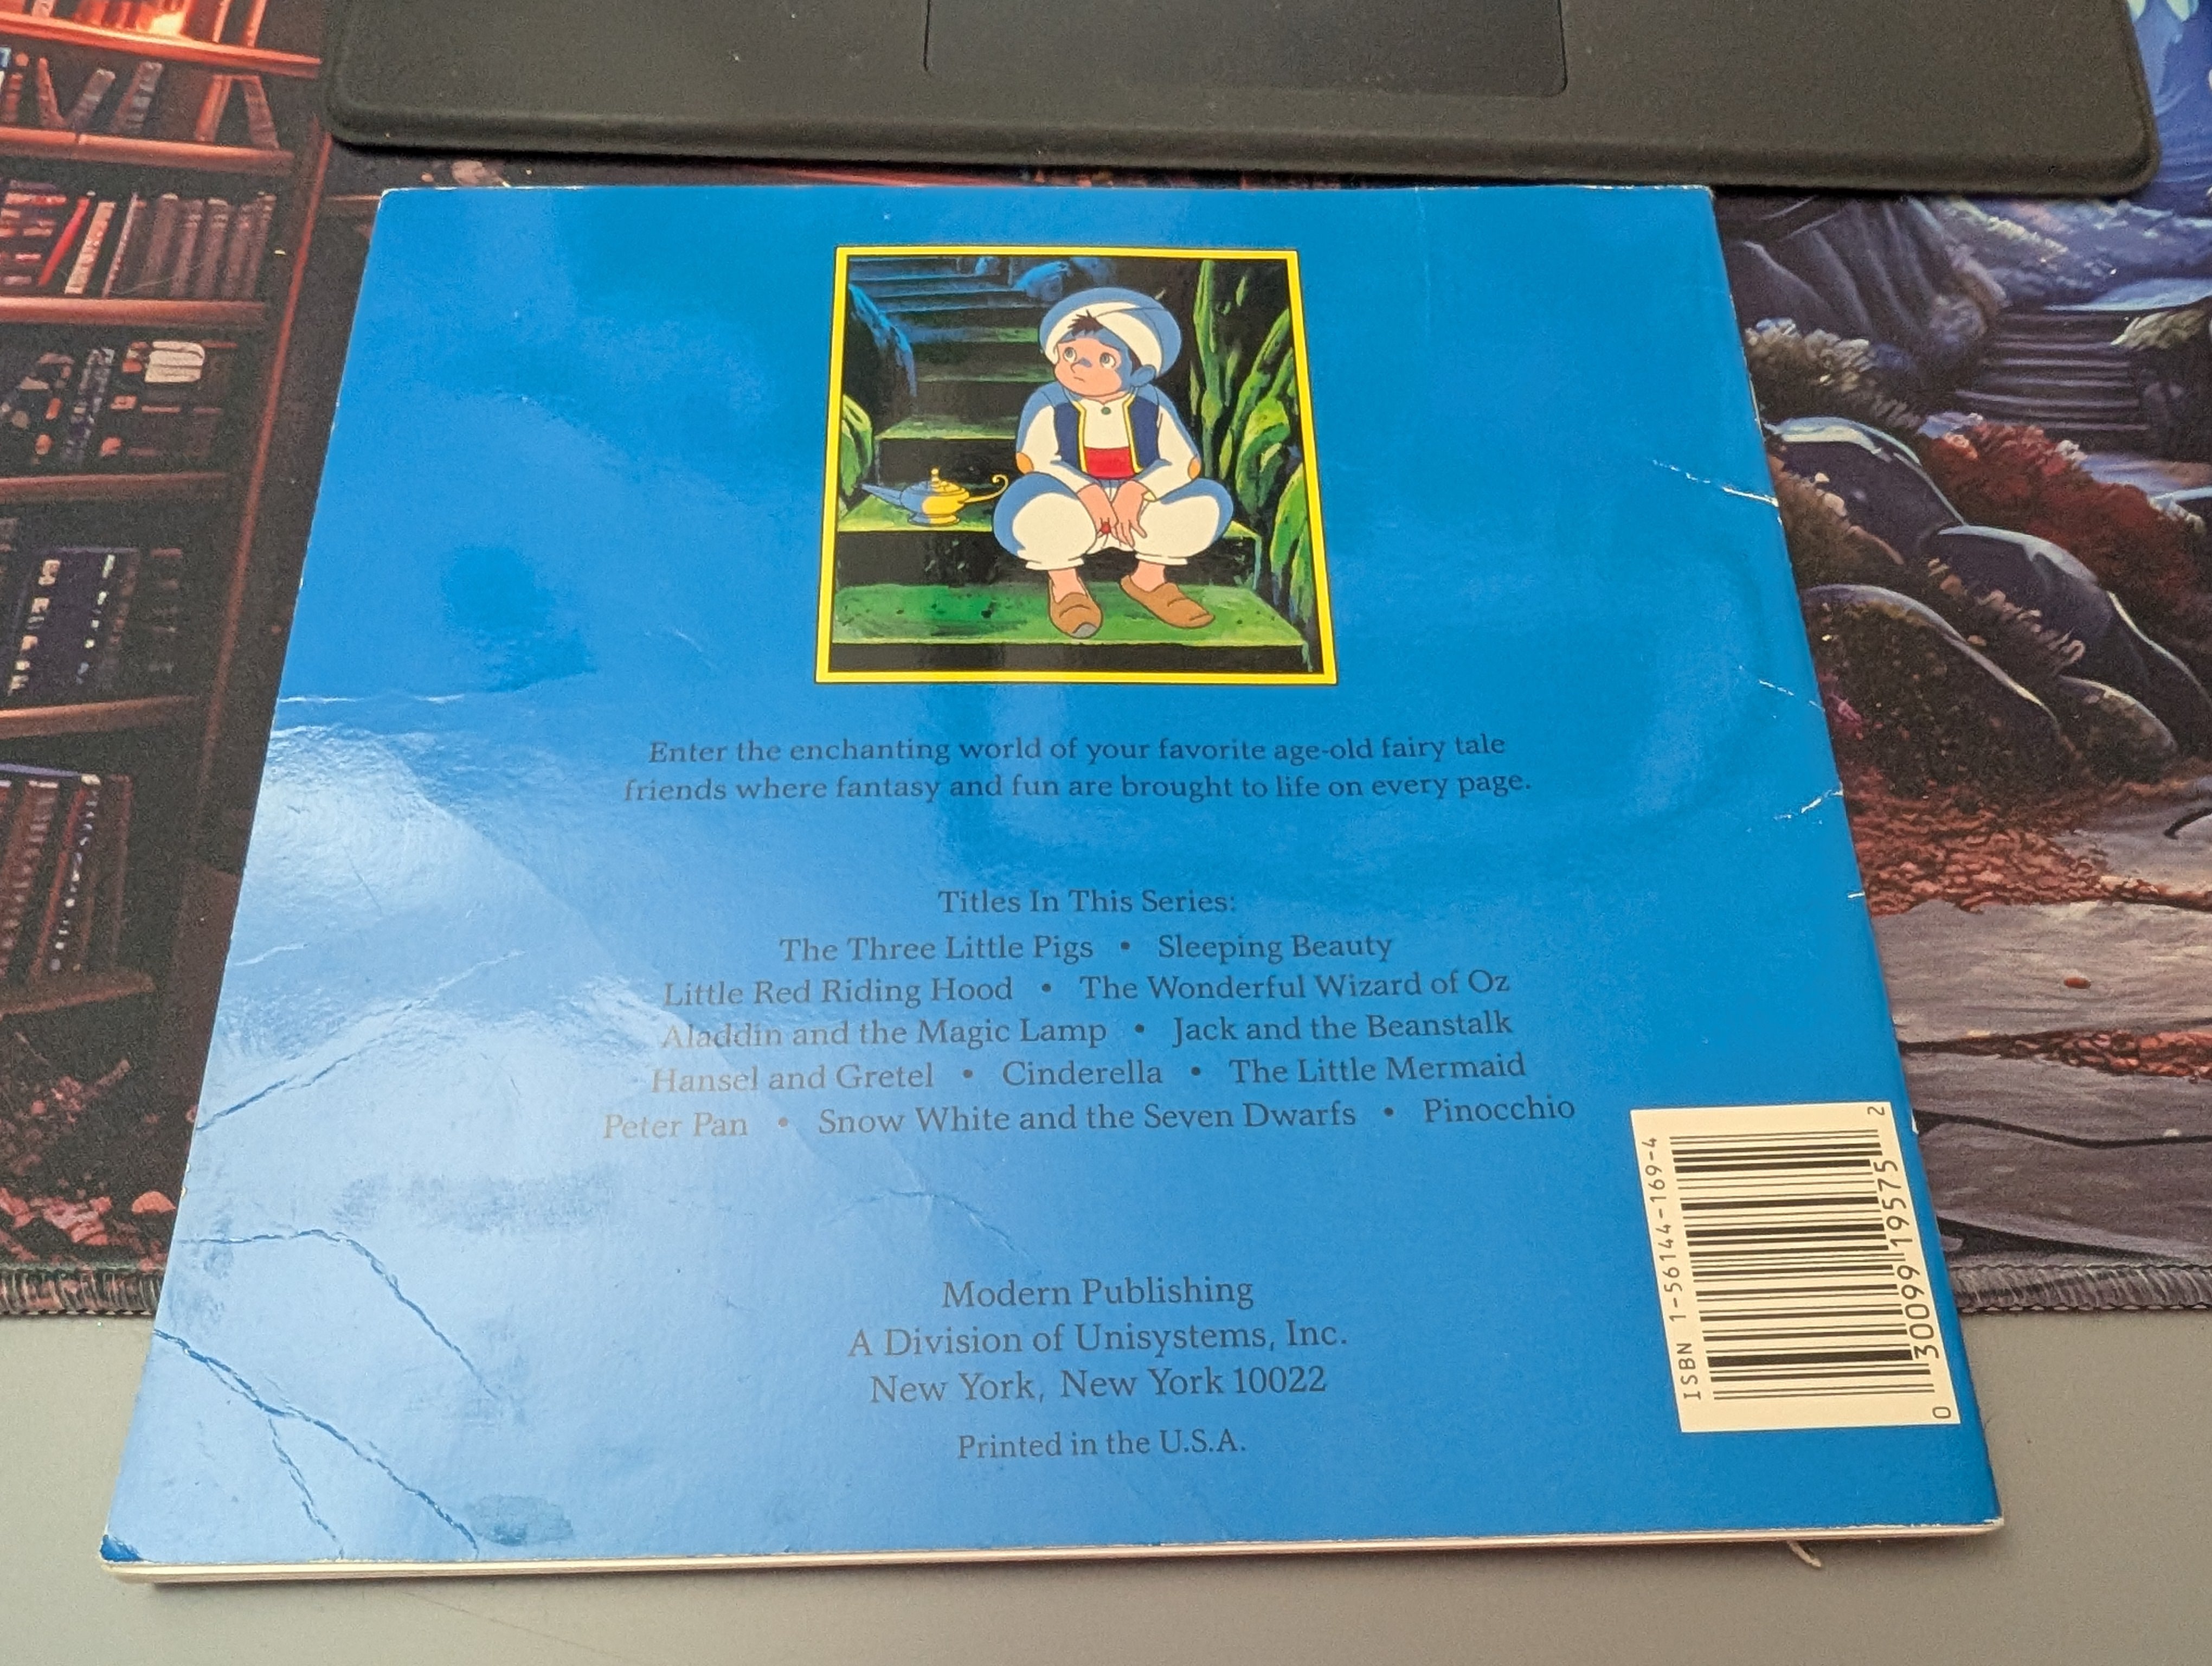 Enter the enchanting world of your favorite age-old fairy tale
friends where fantasy and fun are brought to life on every page.
Titles In This Series:
The Three Little Pigs • Sleeping Beauty
Little Red Riding Hood • The Wonderful Wizard of Oz
Aladdin and the Magic Lamp • Jack and the Beanstalk
Hansel and Gretel • Cinderella • The Little Mermaid
Peter Pan • Snow White and the Seven Dwarfs • Pinocchio
Modern Publishing
A Division of Unisystems, Inc.
New York, New York 10022
Printed in the U.S.A.
ISBN 1-56144-169-4
0 30099 19575 2